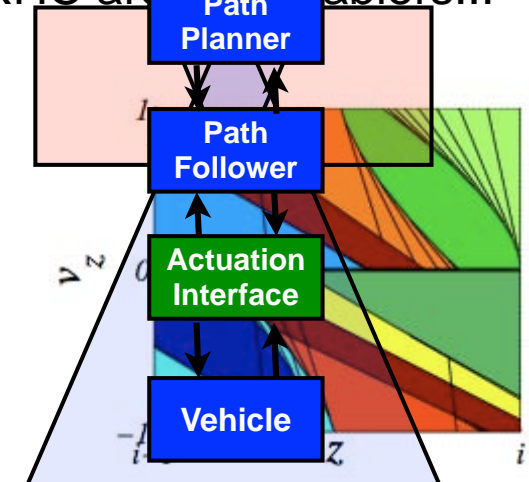 Path
Planner
1
Path
Follower
v
z
0
Actuation
Interface
Vehicle
-1
i-
z
i